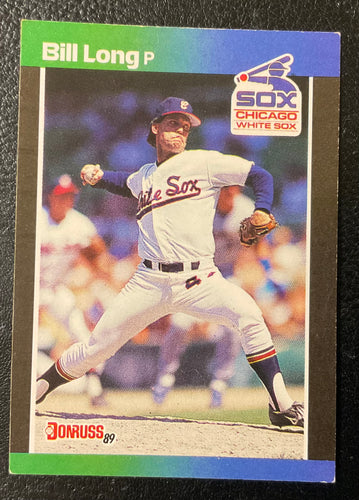 Bill Long P
SOX
CHICAGO
WHITE SOX
White Sox
DONRUSS 89